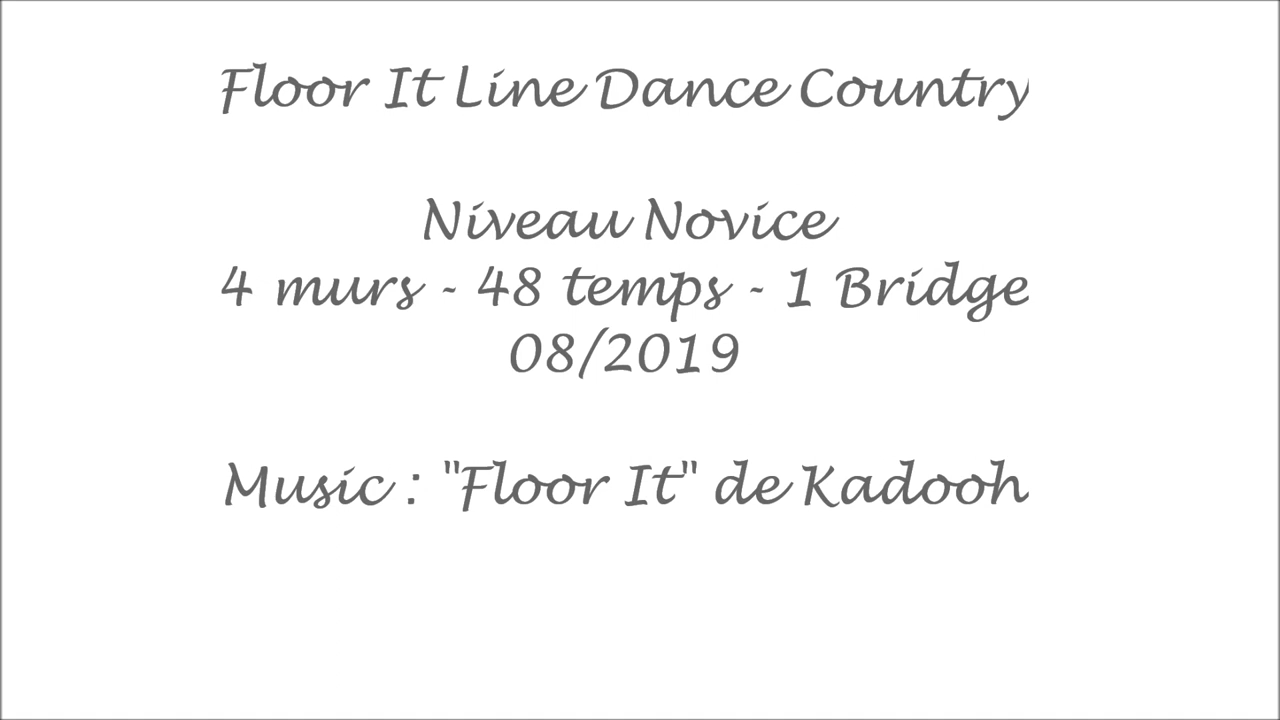 Floor It Line Dance Country
Niveau Novice
4 murs - 48 temps - 1 Bridge
08/2019
Music : "Floor It" de Kadooh